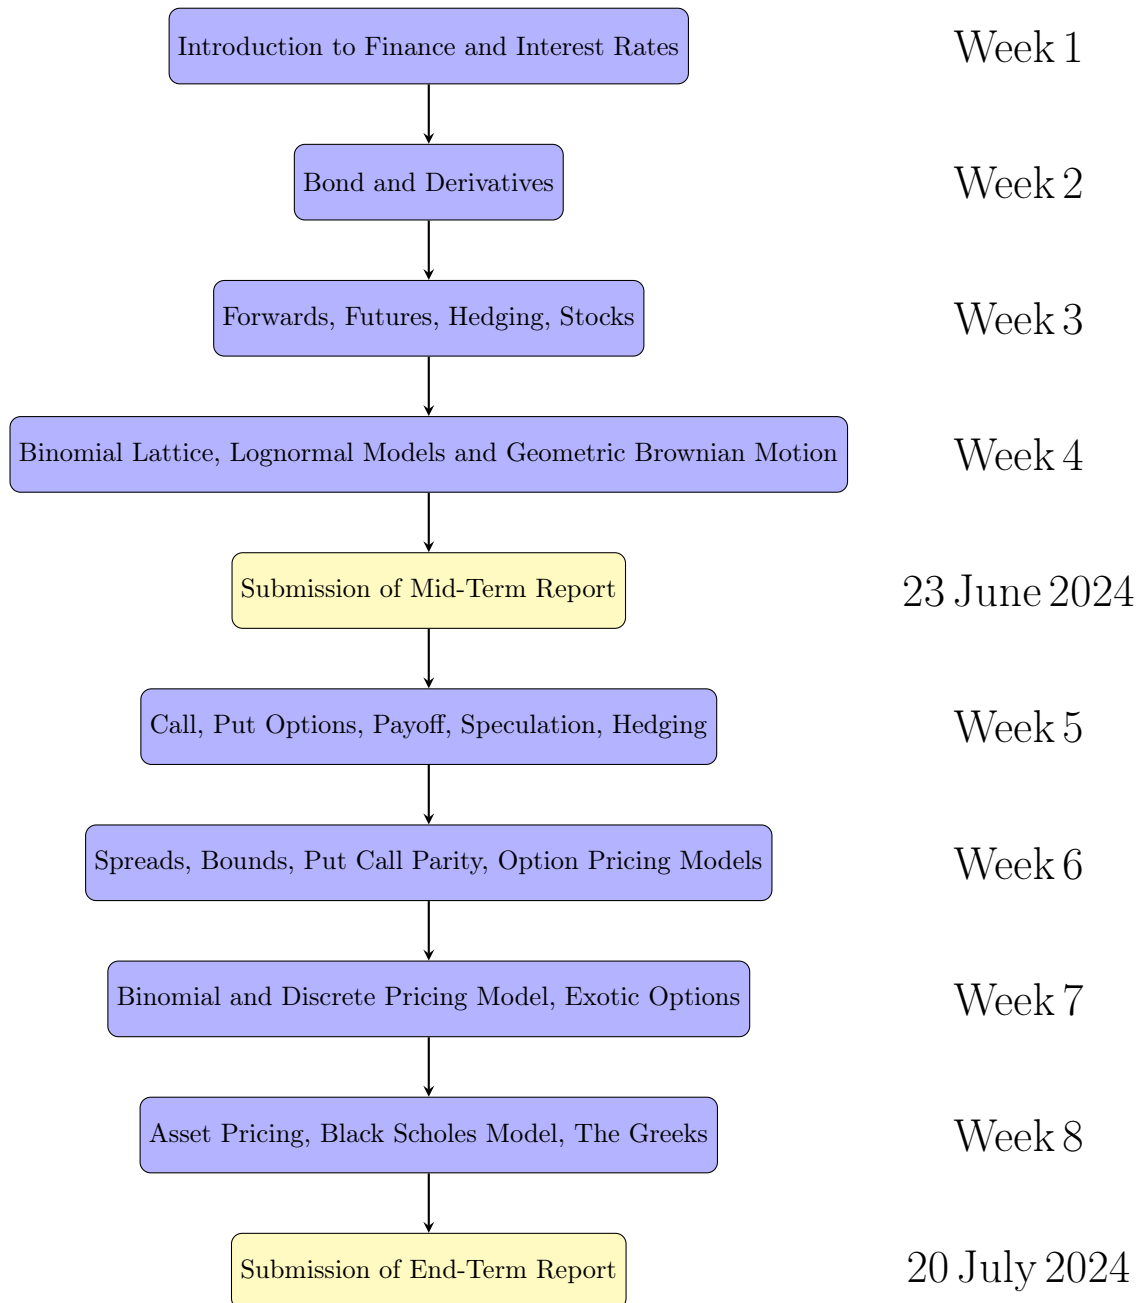 Introduction to Finance and Interest Rates
Week 1
Bond and Derivatives
Week 2
Forwards, Futures, Hedging, Stocks
Week 3
Binomial Lattice, Lognormal Models and Geometric Brownian Motion
Week 4
Submission of Mid-Term Report
23 June 2024
Call, Put Options, Payoff, Speculation, Hedging
Week 5
Spreads, Bounds, Put Call Parity, Option Pricing Models
Week 6
Binomial and Discrete Pricing Model, Exotic Options
Week 7
Asset Pricing, Black Scholes Model, The Greeks
Week 8
Submission of End-Term Report
20 July 2024